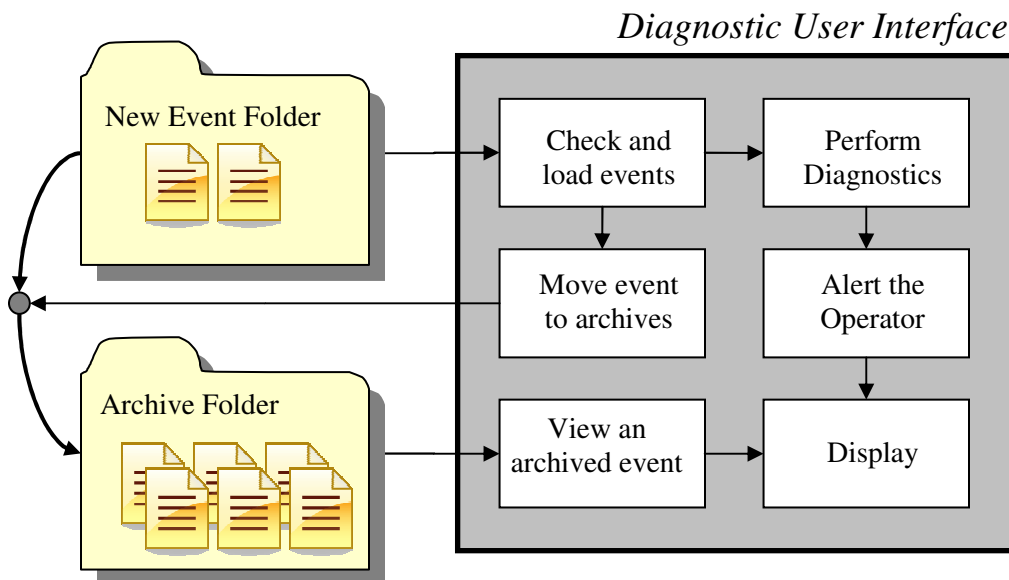 Diagnostic User Interface
New Event Folder
Check and
load events
Perform
Diagnostics
Move event
to archives
Alert the
Operator
Archive Folder
View an
archived event
Display